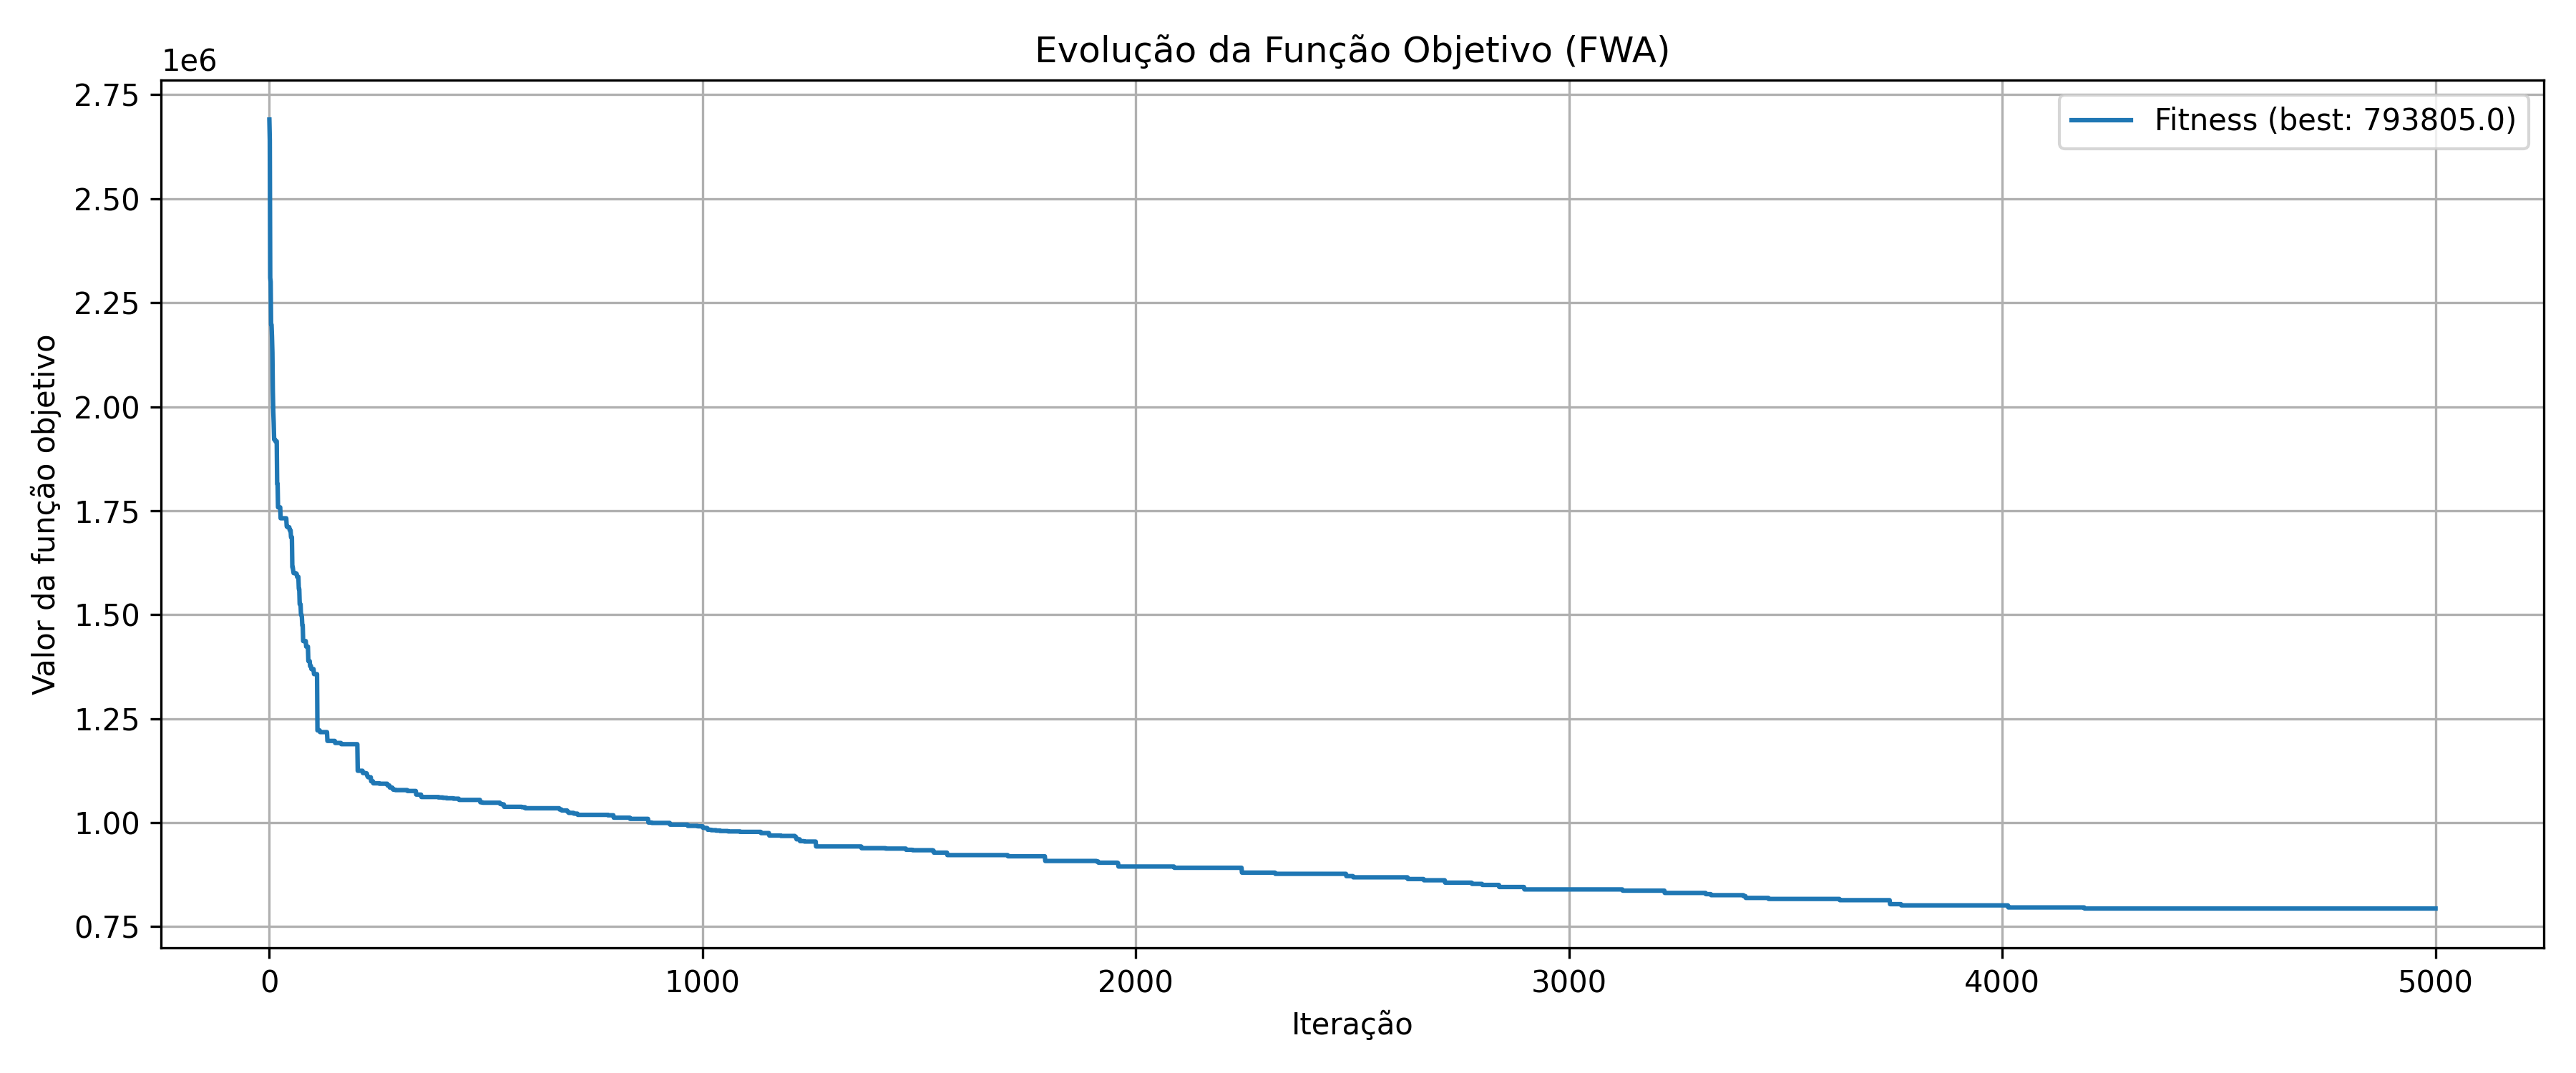 Evolução da Função Objetivo (FWA)
1e6
2.75
2.50
2.25
2.00
1.75
1.50
1.25
1.00
0.75
Valor da função objetivo
Fitness (best: 793805.0)
0 1000 2000 3000 4000 5000
Iteração